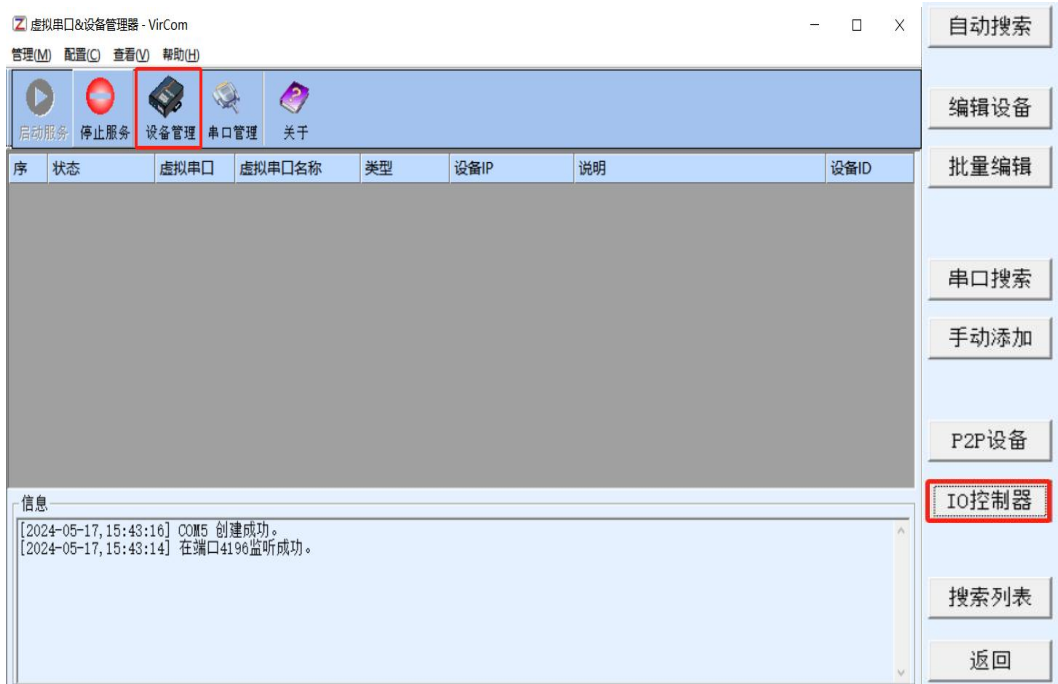 虚拟串口&设备管理器 - VirCom
管理(M) 配置(C) 查看(V) 帮助(H)
启动服务 停止服务 设备管理 串口管理 关于
序 状态 虚拟串口 虚拟串口名称 类型 设备IP 说明 设备ID
信息
[2024-05-17,15:43:16] COM5 创建成功。
[2024-05-17,15:43:14] 在端口4196监听成功。
自动搜索
编辑设备
批量编辑
串口搜索
手动添加
P2P设备
IO控制器
搜索列表
返回